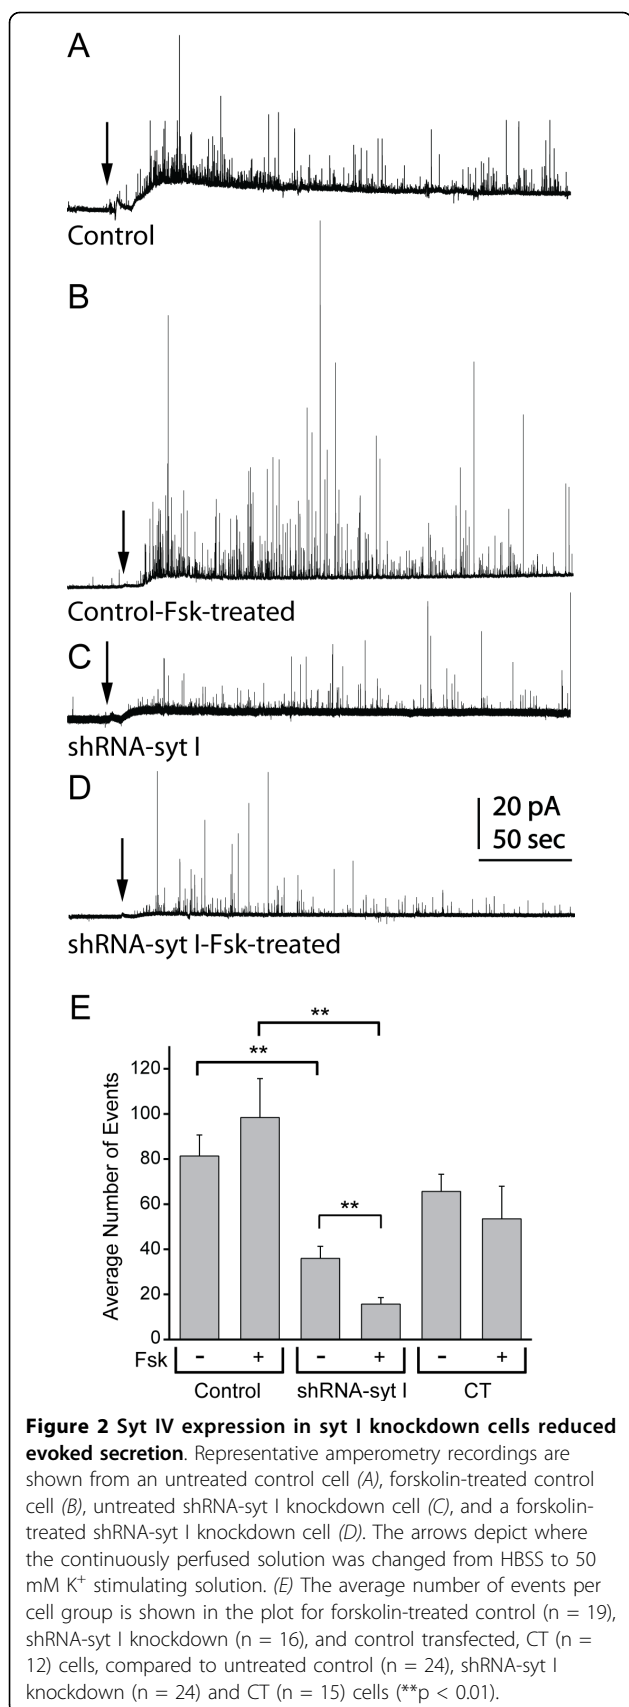 A
Control
B
Control-Fsk-treated
C
shRNA-syt I
D
20 pA
50 sec
shRNA-syt I-Fsk-treated
E
**
**
**
Average Number of Events
120
100
80
60
40
20
0
Fsk - + - + - +
Control shRNA-syt I CT
Figure 2 Syt IV expression in syt I knockdown cells reduced
evoked secretion. Representative amperometry recordings are
shown from an untreated control cell (A), forskolin-treated control
cell (B), untreated shRNA-syt I knockdown cell (C), and a forskolin-
treated shRNA-syt I knockdown cell (D). The arrows depict where
the continuously perfused solution was changed from HBSS to 50
mM K⁺ stimulating solution. (E) The average number of events per
cell group is shown in the plot for forskolin-treated control (n = 19),
shRNA-syt I knockdown (n = 16), and control transfected, CT (n =
12) cells, compared to untreated control (n = 24), shRNA-syt I
knockdown (n = 24) and CT (n = 15) cells (**p < 0.01).